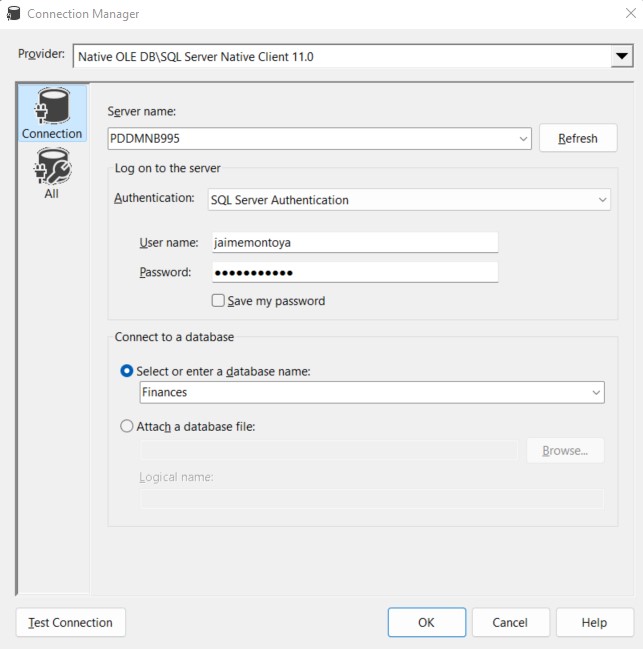 Connection Manager
Provider: Native OLE DB\SQL Server Native Client 11.0
Connection
All
Server name:
PDDMNB995 Refresh
Log on to the server
Authentication: SQL Server Authentication
User name: jaimemontoya
Password: ●●●●●●●●●●●
Save my password
Connect to a database
Select or enter a database name:
Finances
Attach a database file:
Browse...
Logical name:
Test Connection OK Cancel Help